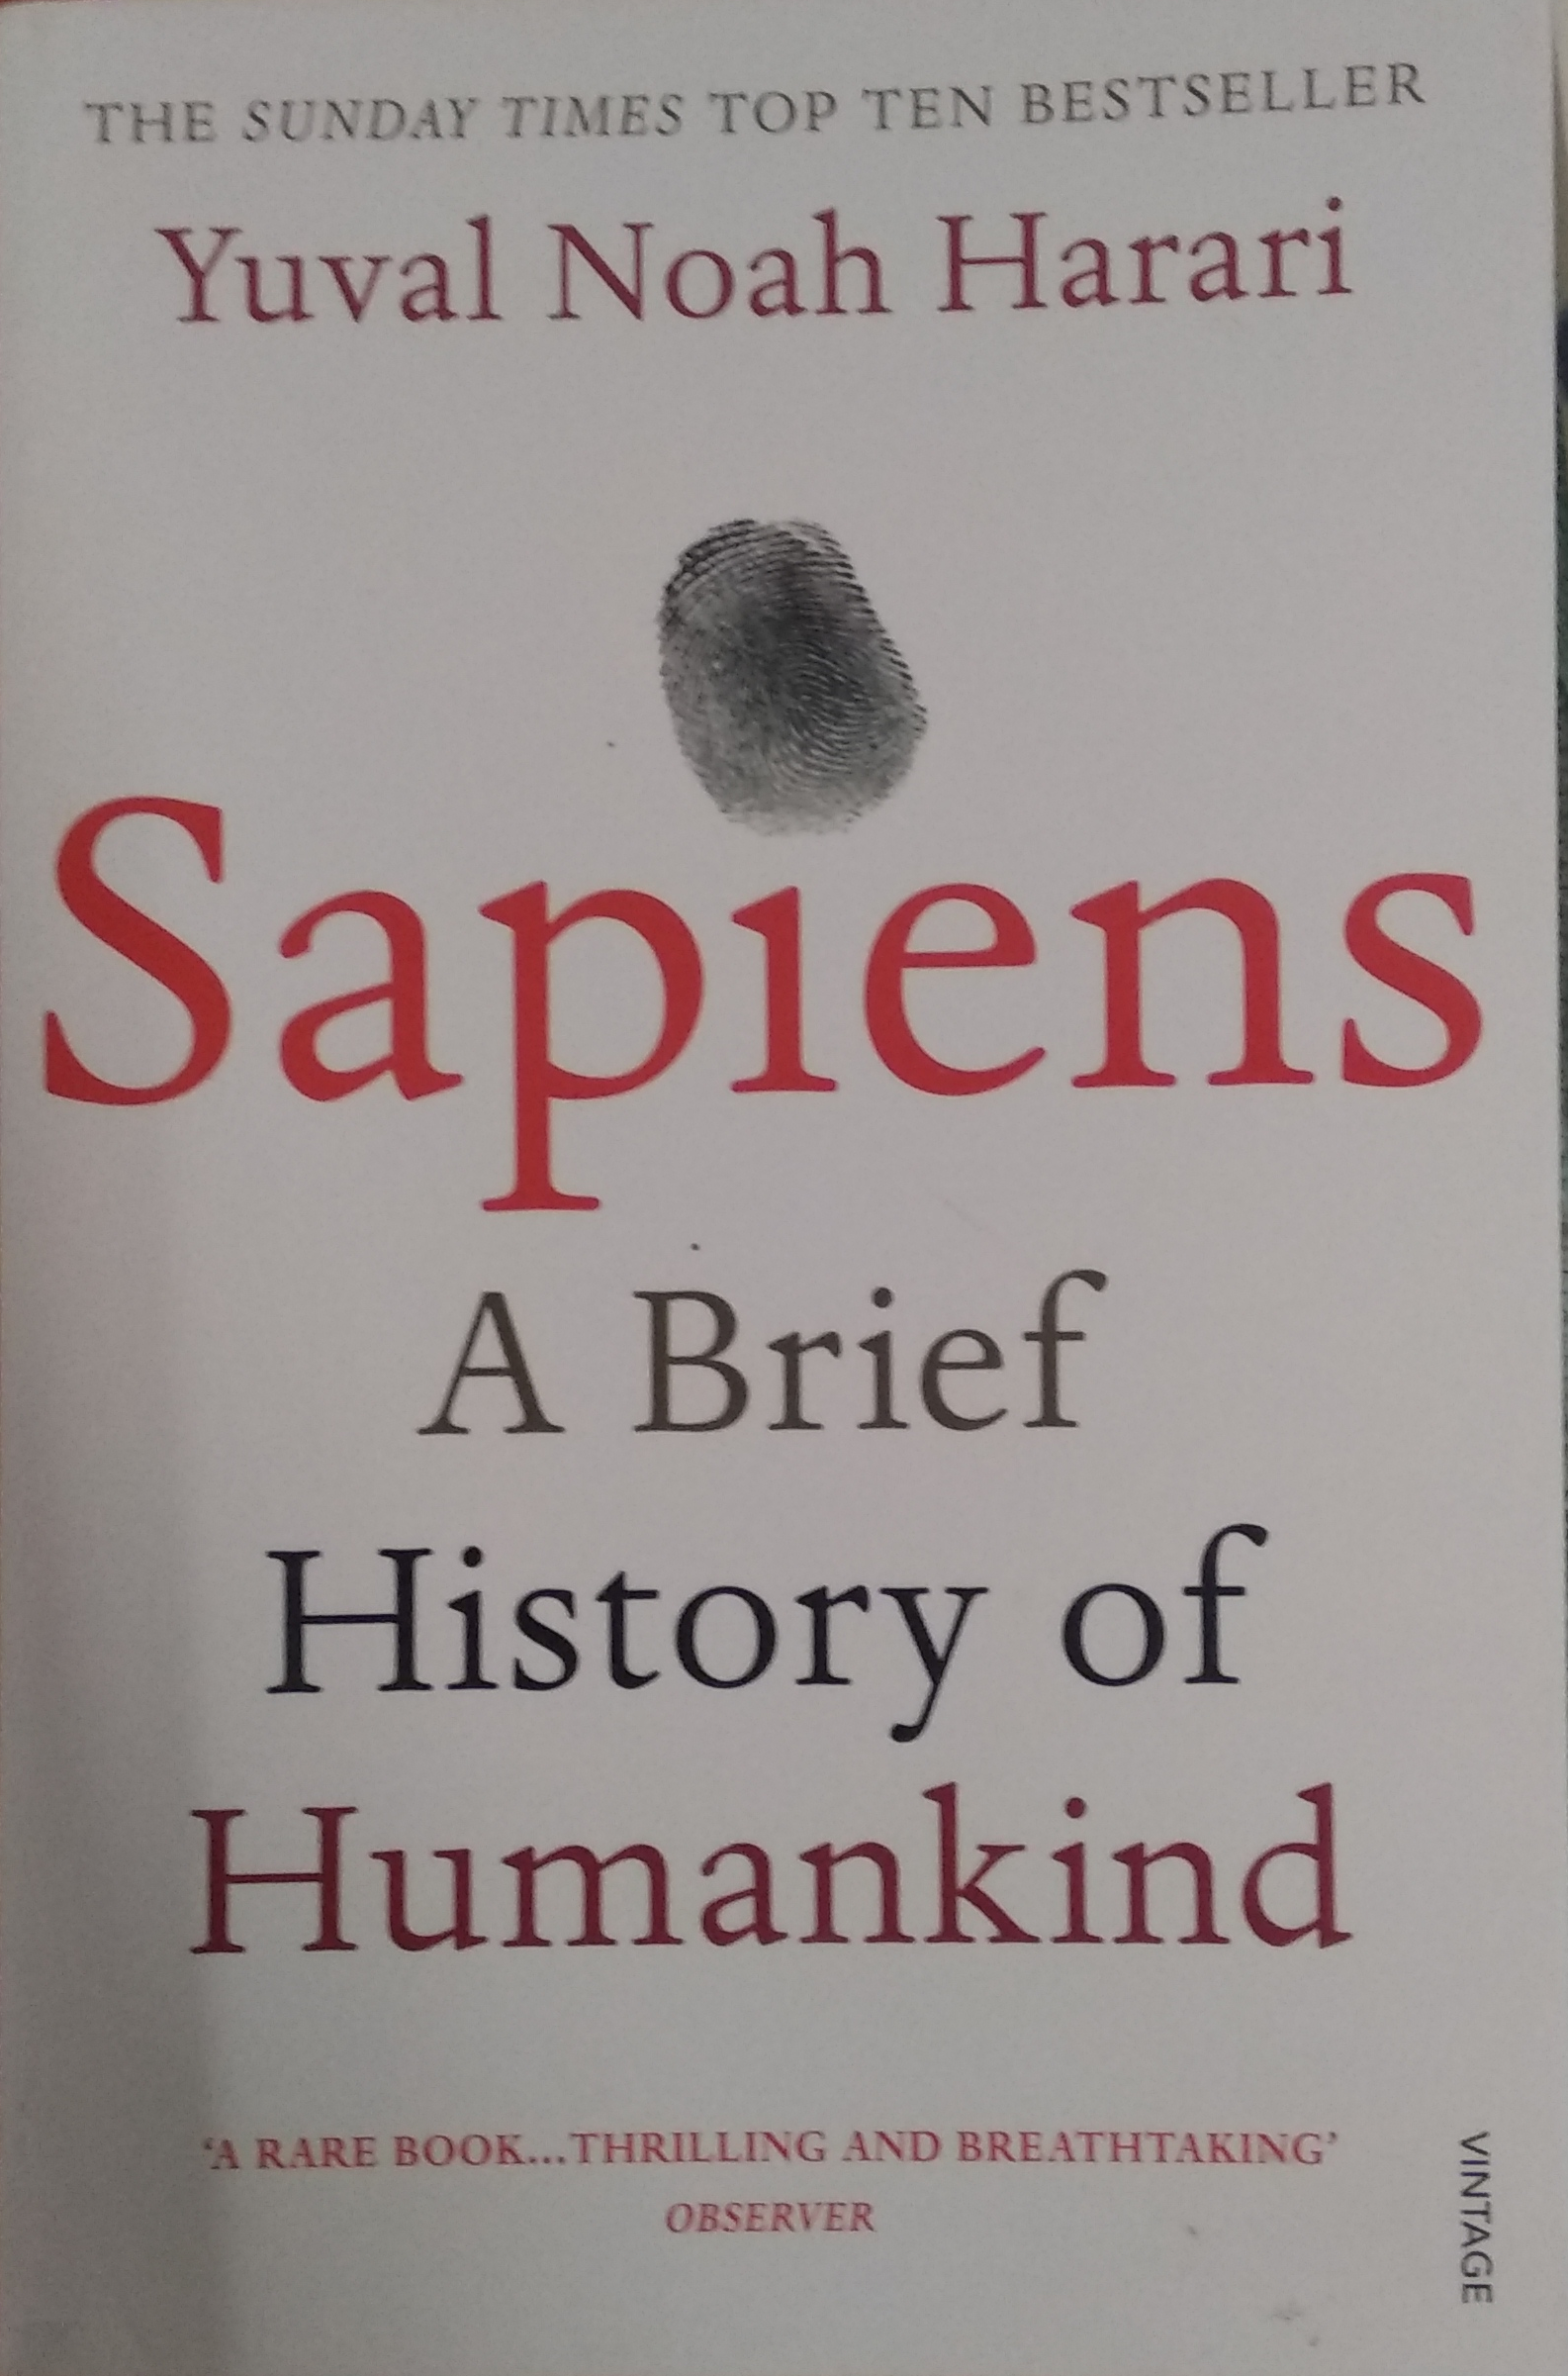 THE SUNDAY TIMES TOP TEN BESTSELLER
Yuval Noah Harari
Sapiens
A Brief
History of
Humankind
‘A RARE BOOK...THRILLING AND BREATHTAKING’
OBSERVER
VINTAGE